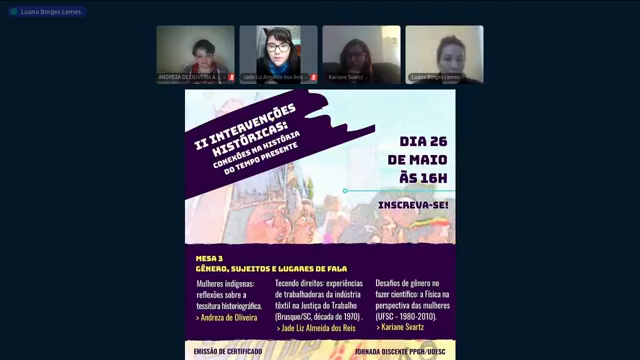 Luana Borges Lemes
ANDREZA DE OLIVEIRA A...
Jade Liz Almeida dos Reis
Kariane Svartz
Luana Borges Lemes
II INTERVENÇÕES
HISTÓRICAS:
CONEXÕES NA HISTÓRIA
DO TEMPO PRESENTE
DIA 26
DE MAIO
ÀS 16H
INSCREVA-SE!
MESA 3
GÊNERO, SUJEITOS E LUGARES DE FALA
Mulheres indígenas:
reflexões sobre a
tessitura historiográfica.
> Andreza de Oliveira
Tecendo direitos: experiências
de trabalhadoras da indústria
têxtil na Justiça do Trabalho
(Brusque/SC, década de 1970).
> Jade Liz Almeida dos Reis
Desafios de gênero no
fazer científico: a Física na
perspectiva das mulheres
(UFSC - 1980-2010).
> Kariane Svartz
EMISSÃO DE CERTIFICADO
JORNADA DISCENTE PPGH/UDESC